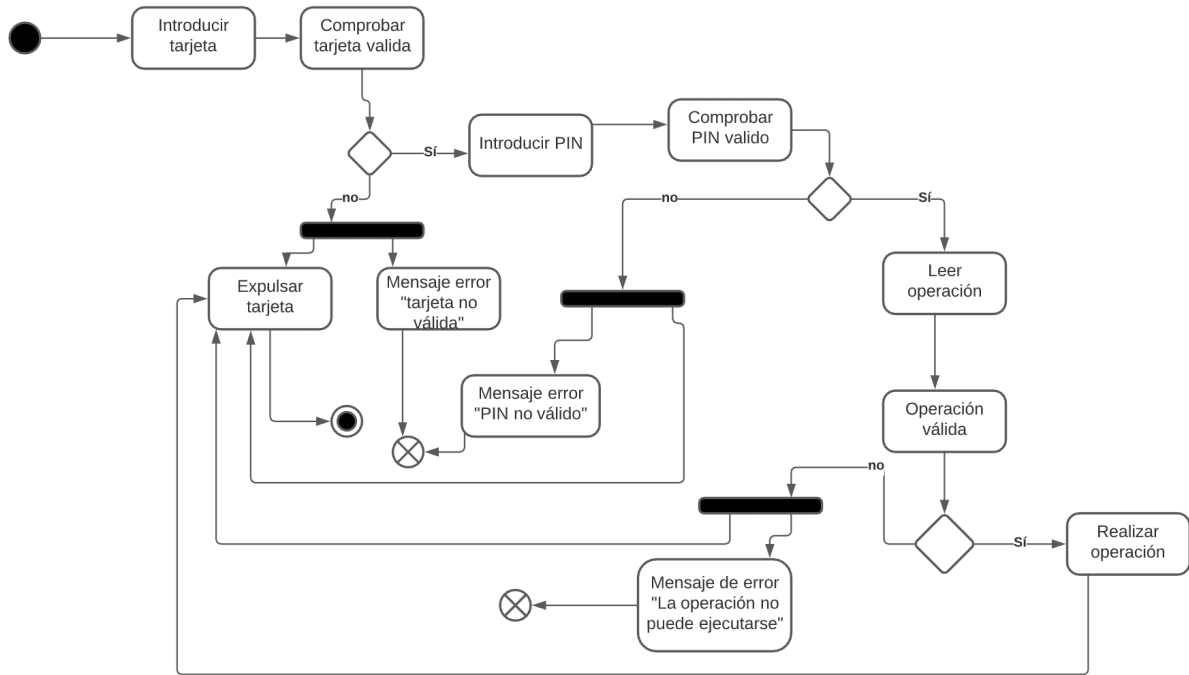 Introducir
tarjeta
Comprobar
tarjeta valida
Sí
Introducir PIN
Comprobar
PIN valido
no
no
Sí
Expulsar
tarjeta
Mensaje error
"tarjeta no
válida"
Leer
operación
Mensaje error
"PIN no válido"
Operación
válida
no
Sí
Realizar
operación
Mensaje de error
"La operación no
puede ejecutarse"